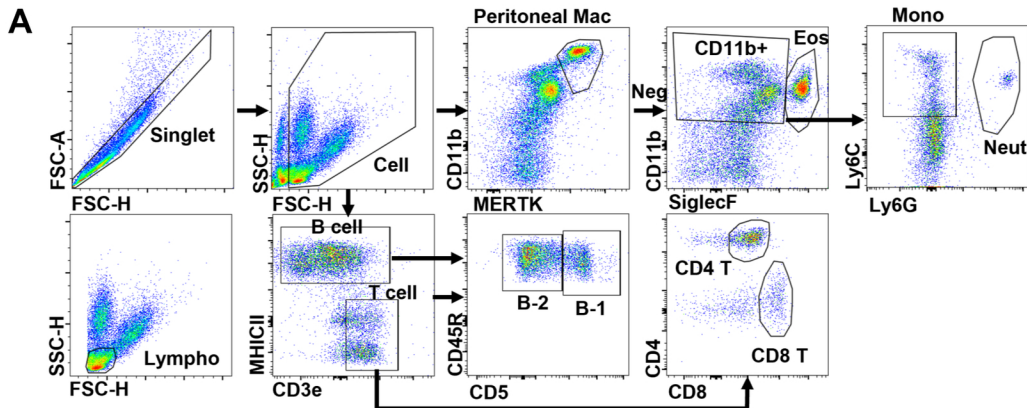 A
Peritoneal Mac
Mono
Eos
CD11b+
Neg
Singlet
Cell
Neut
FSC-A
SSC-H
CD11b
CD11b
Ly6C
FSC-H
FSC-H
MERTK
SiglecF
Ly6G
B cell
T cell
CD4 T
B-2
B-1
CD8 T
Lympho
SSC-H
MHCII
CD45R
CD4
FSC-H
CD3e
CD5
CD8